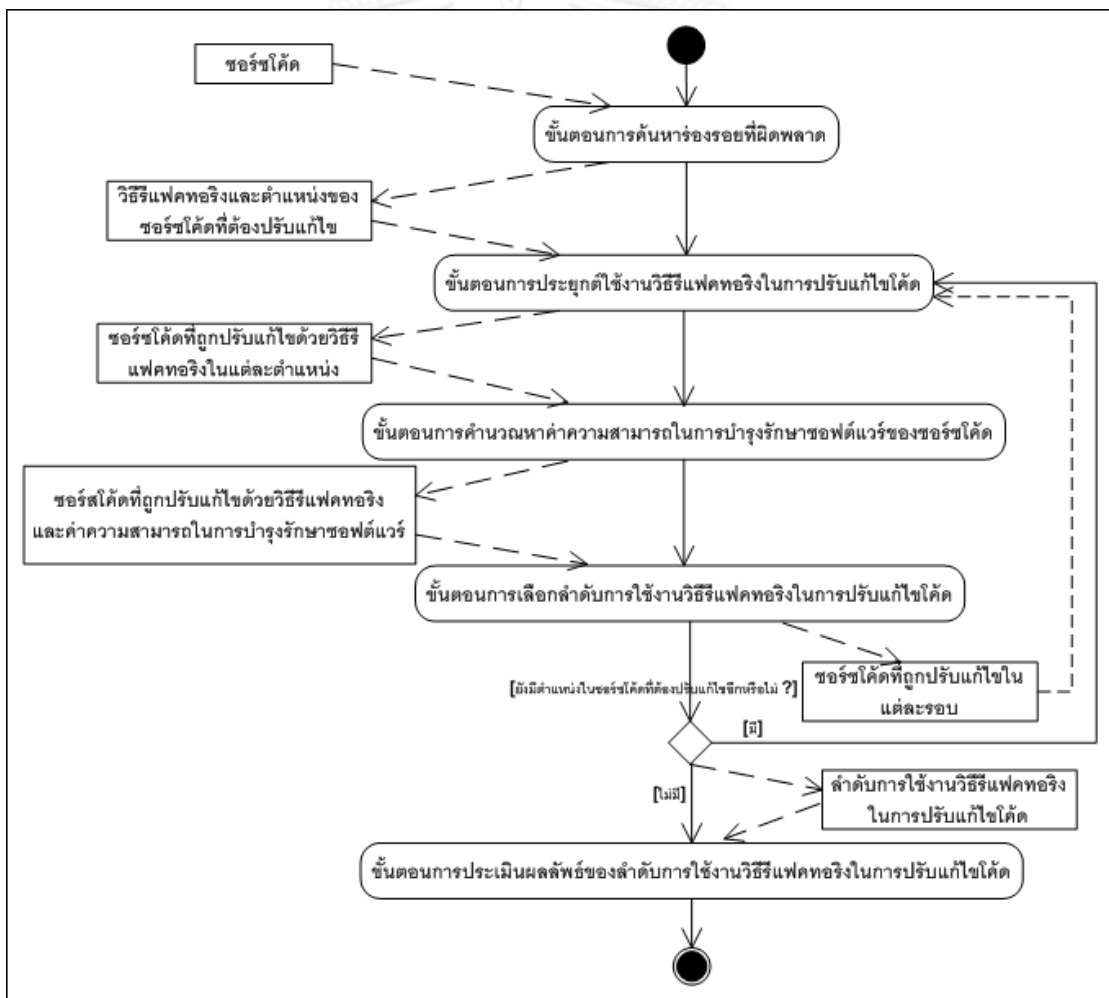 ซอร์ซโค้ด
ขั้นตอนการค้นหาร่องรอยที่ผิดพลาด
วิธีรีแฟคทอริงและตำแหน่งของ
ซอร์ซโค้ดที่ต้องปรับแก้ไข
ขั้นตอนการประยุกต์ใช้งานวิธีรีแฟคทอริงในการปรับแก้ไขโค้ด
ซอร์ซโค้ดที่ถูกปรับแก้ไขด้วยวิธีรี
แฟคทอริงในแต่ละตำแหน่ง
ขั้นตอนการคำนวณหาค่าความสามารถในการบำรุงรักษาซอฟต์แวร์ของซอร์ซโค้ด
ซอร์สโค้ดที่ถูกปรับแก้ไขด้วยวิธีรีแฟคทอริง
และค่าความสามารถในการบำรุงรักษาซอฟต์แวร์
ขั้นตอนการเลือกลำดับการใช้งานวิธีรีแฟคทอริงในการปรับแก้ไขโค้ด
[ยังมีตำแหน่งในซอร์ซโค้ดที่ต้องปรับแก้ไขอีกหรือไม่ ?]
ซอร์ซโค้ดที่ถูกปรับแก้ไขใน
แต่ละรอบ
[มี]
[ไม่มี]
ลำดับการใช้งานวิธีรีแฟคทอริง
ในการปรับแก้ไขโค้ด
ขั้นตอนการประเมินผลลัพธ์ของลำดับการใช้งานวิธีรีแฟคทอริงในการปรับแก้ไขโค้ด